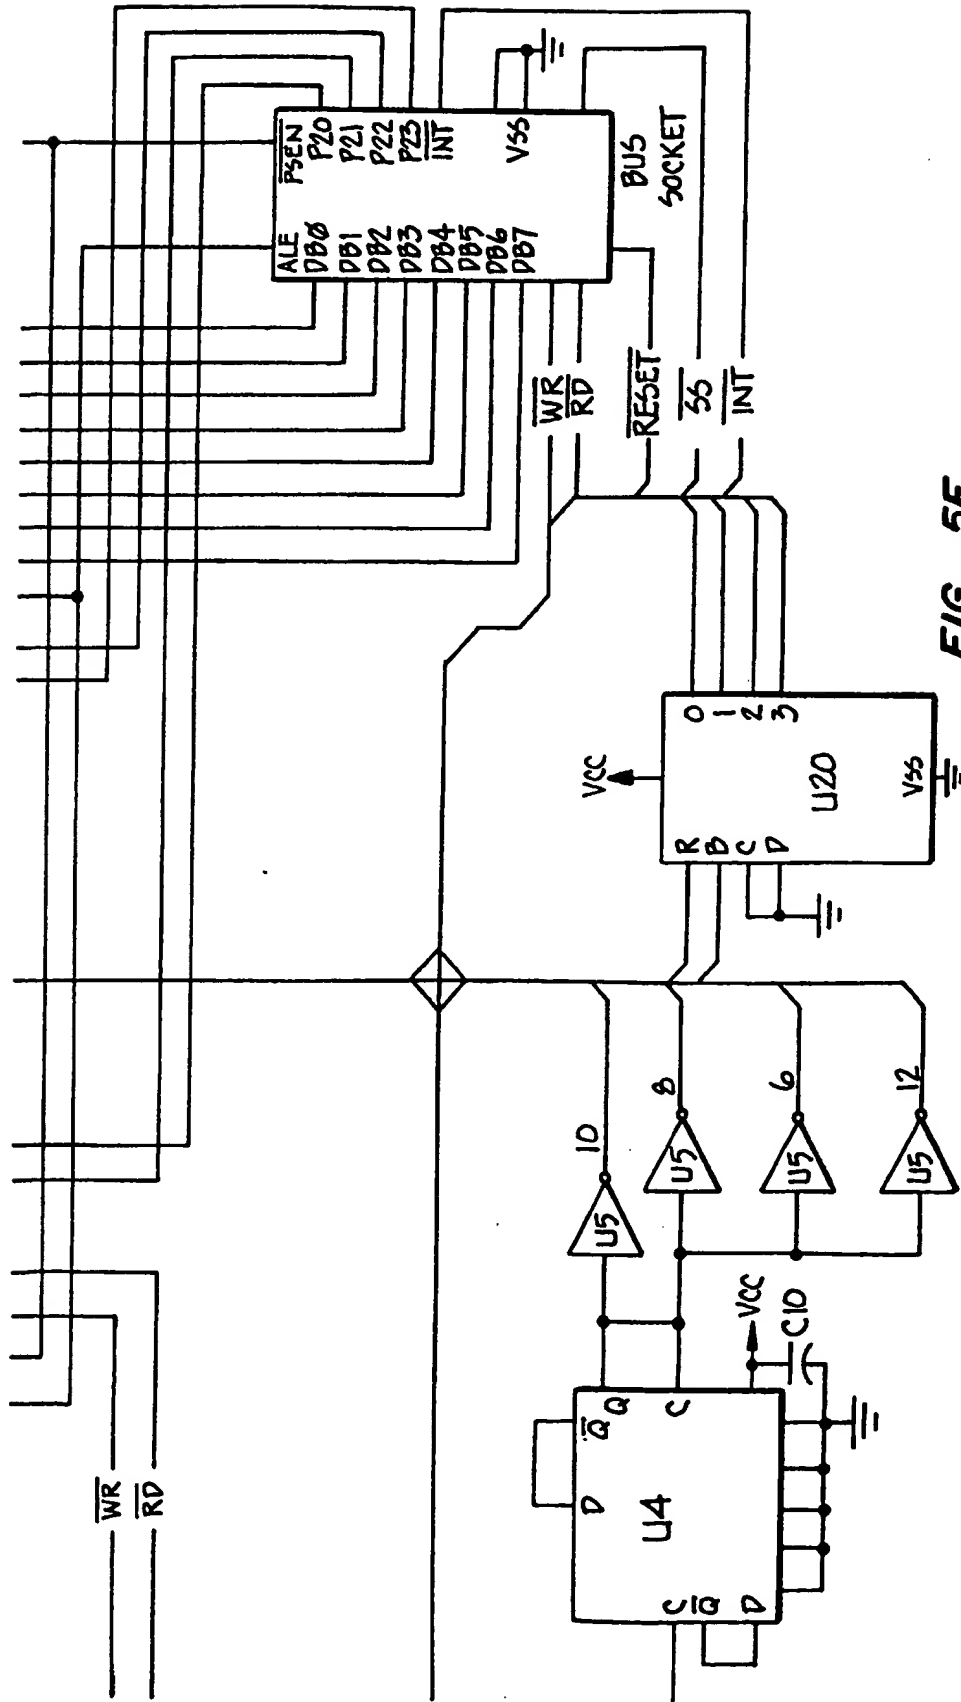 PSEN
P20
P21
P22
P23
INT
VSS
ALE
DBØ
DB1
DB2
DB3
DB4
DB5
DB6
DB7
BUS
SOCKET
WR
RD
RESET
SS
INT
VCC
R
B
C
D
0
1
2
3
U20
VSS
10
U5
8
U5
6
U5
12
U5
WR
RD
D
Q
Q
C
U4
C
Q
D
VCC
C10
FIG. 5E